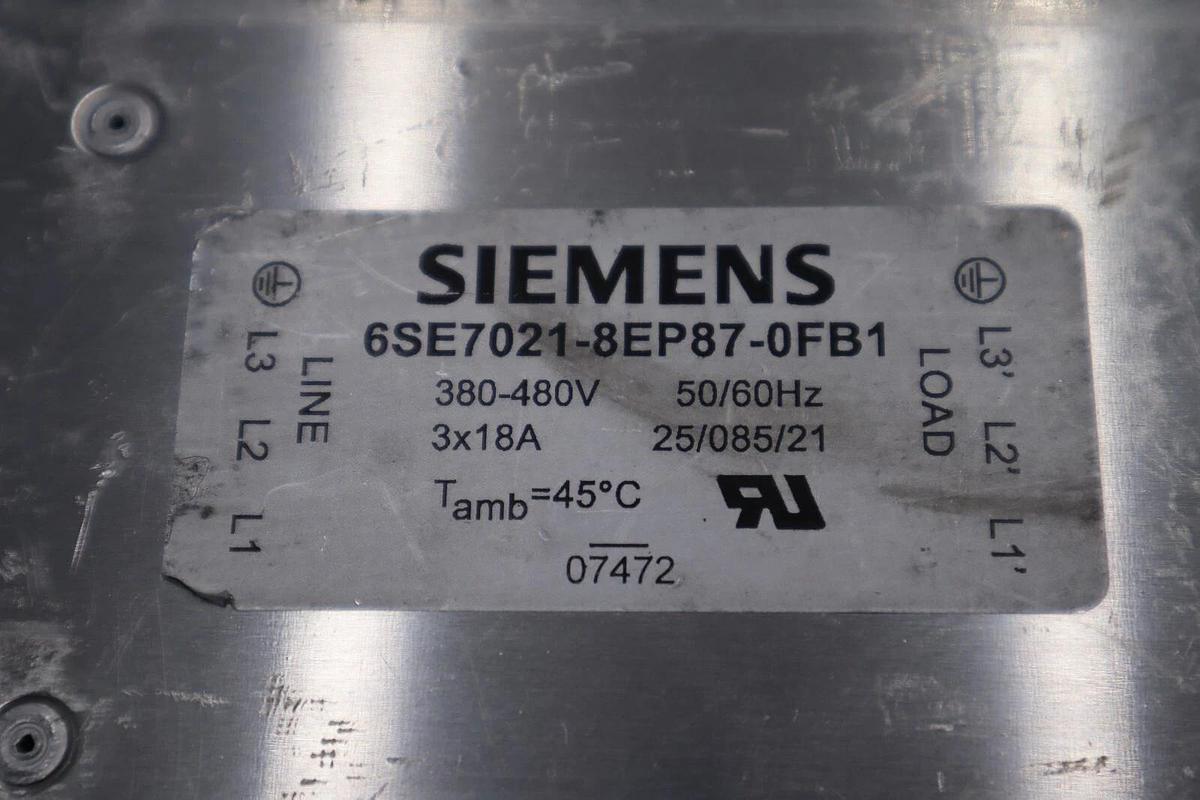 SIEMENS
6SE7021-8EP87-0FB1
380-480V 50/60Hz
3x18A 25/085/21
Tamb=45°C
07472
LINE
L3 L2 L1
LOAD
L3' L2' L1'